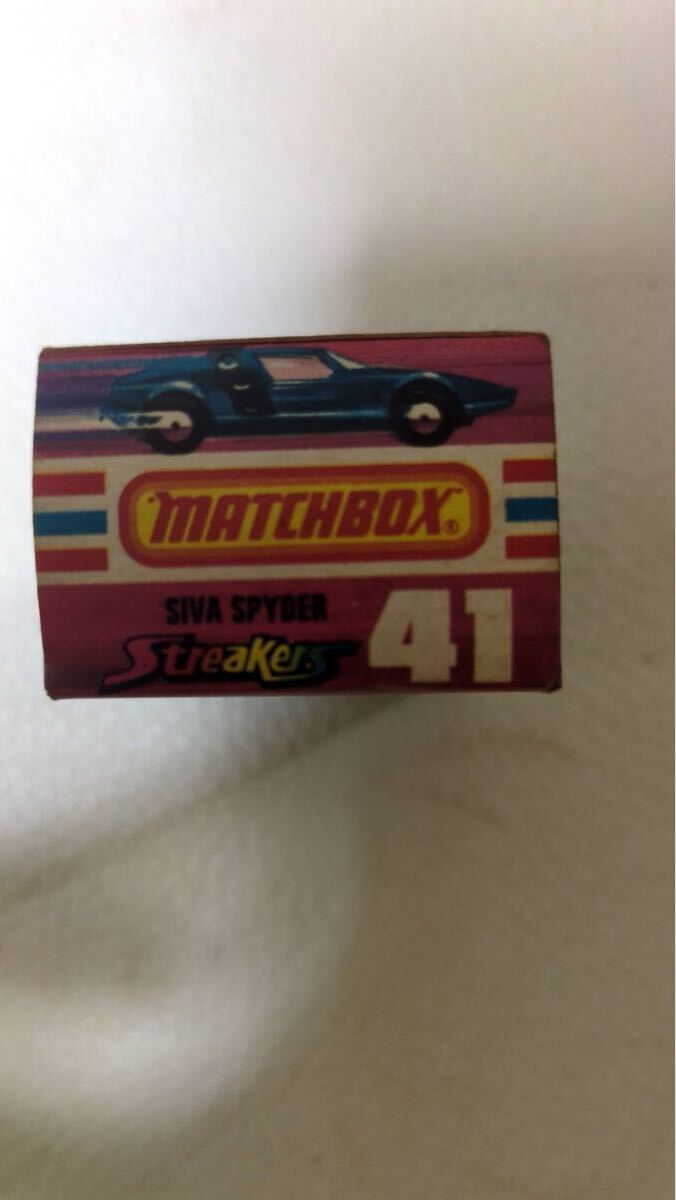 MATCHBOX®
SIVA SPYDER
Streakers
41